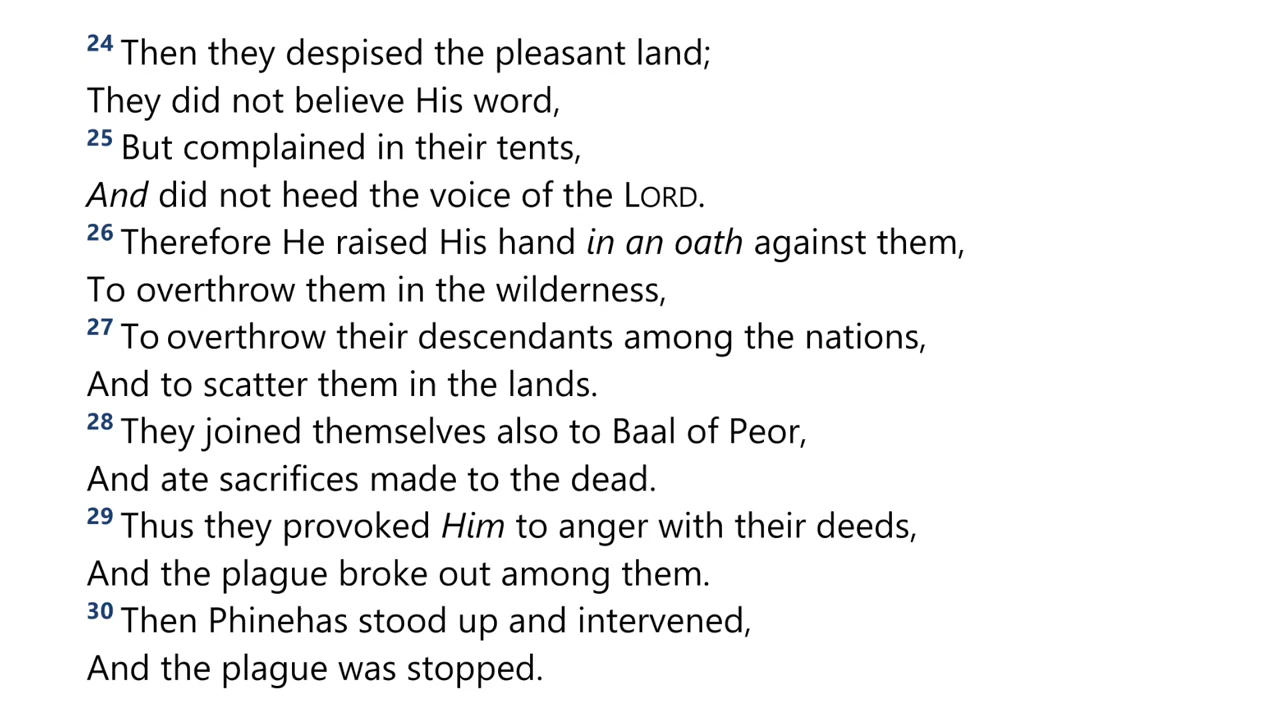 24 Then they despised the pleasant land;
They did not believe His word,
25 But complained in their tents,
And did not heed the voice of the LORD.
26 Therefore He raised His hand in an oath against them,
To overthrow them in the wilderness,
27 To overthrow their descendants among the nations,
And to scatter them in the lands.
28 They joined themselves also to Baal of Peor,
And ate sacrifices made to the dead.
29 Thus they provoked Him to anger with their deeds,
And the plague broke out among them.
30 Then Phinehas stood up and intervened,
And the plague was stopped.